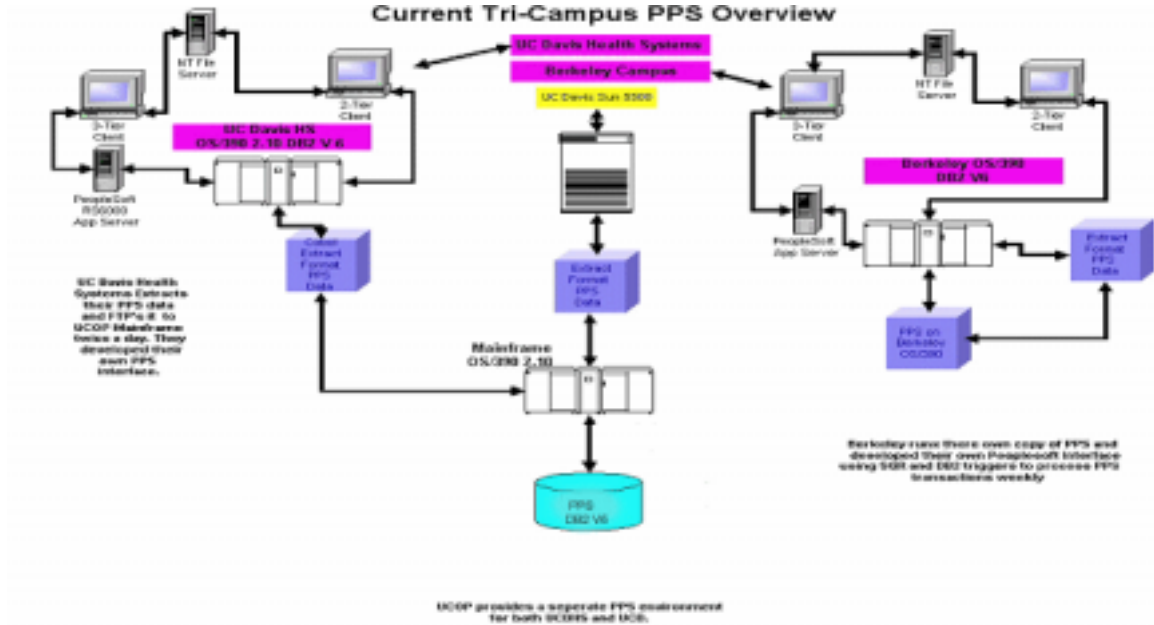 Current Tri-Campus PPS Overview
NT File
Server
3-Tier
Client
2-Tier
Client
UC Davis HS
OS/390 2.10 DB2 V 6
PeopleSoft
RS6000
App Server
Extract
Format
PPS
Data
UC Davis Health
Systems Extracts
their PPS data
and FTP's it to
UCOP Mainframe
twice a day. They
developed their
own PPS
interface.
UC Davis Health Systems
Berkeley Campus
UC Davis Sun 5500
Extract
Format
PPS
Data
Mainframe
OS/390 2.10
PPS
DB2 V6
UCOP provides a seperate PPS environment
for both UCDHS and UCD.
NT File
Server
3-Tier
Client
2-Tier
Client
Berkeley OS/390
DB2 V6
PeopleSoft
App Server
Extract
Format
PPS
Data
PPS on
Berkeley
OS/390
Berkeley runs there own copy of PPS and
developed their own Peoplesoft Interface
using SQR and DB2 triggers to process PPS
transactions weekly